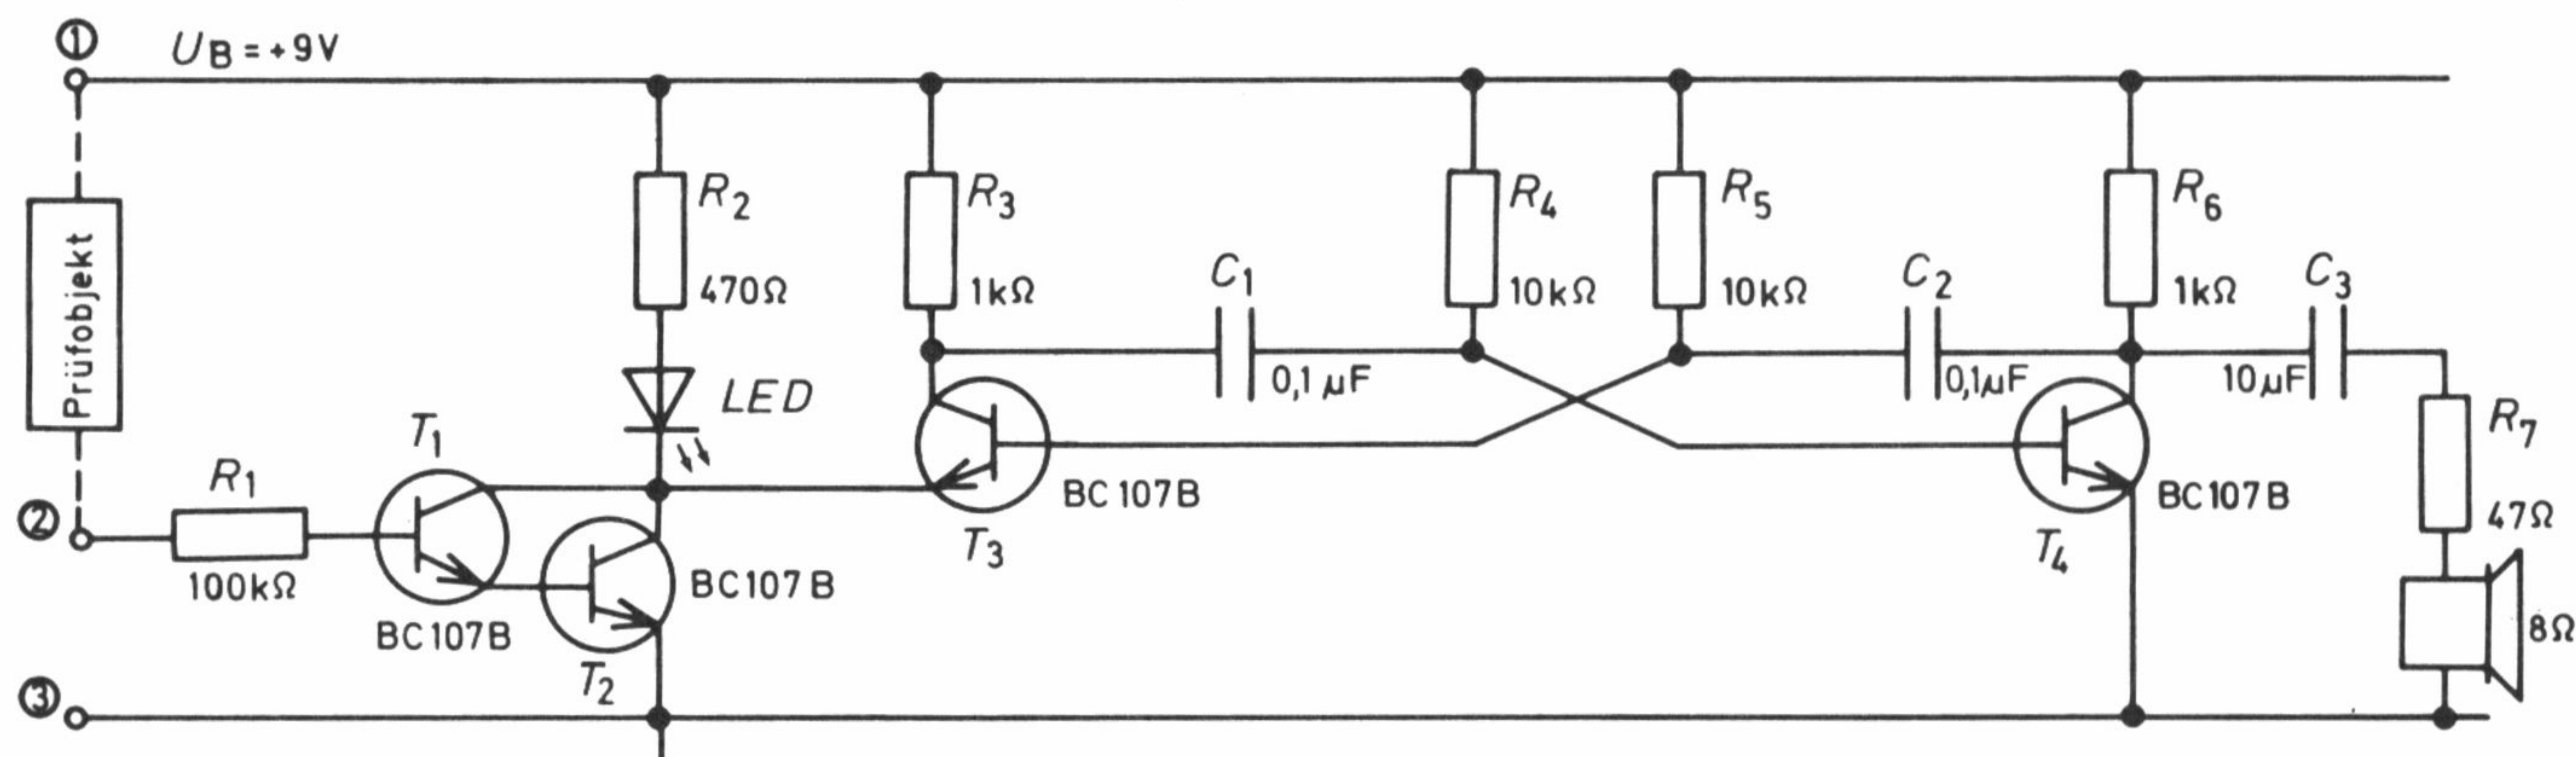 ① U_B = +9V
R2
470Ω
R3
1kΩ
R4
10kΩ
R5
10kΩ
R6
1kΩ
C1
0,1 µF
C2
0,1µF
C3
10µF
Prüfobjekt
LED
T1
R1
②
100kΩ
BC107B
BC107B
T2
BC107B
T3
BC107B
T4
R7
47Ω
8Ω
③